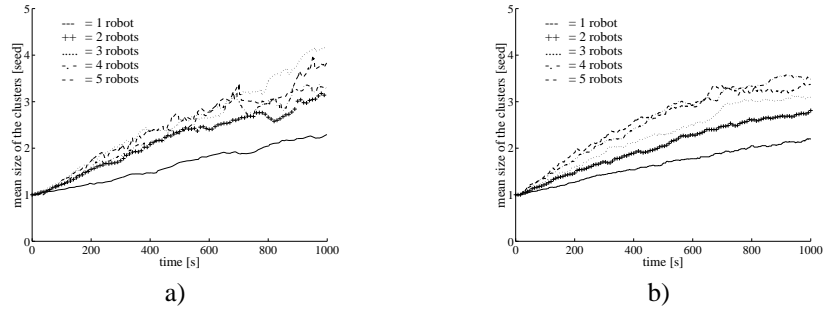 5
4
3
2
1
0
mean size of the clusters [seed]
--- = 1 robot
++ = 2 robots
..... = 3 robots
-.- = 4 robots
-- = 5 robots
0 200 400 600 800 1000
time [s]
a)
5
4
3
2
1
0
mean size of the clusters [seed]
--- = 1 robot
++ = 2 robots
..... = 3 robots
-.- = 4 robots
-- = 5 robots
0 200 400 600 800 1000
time [s]
b)